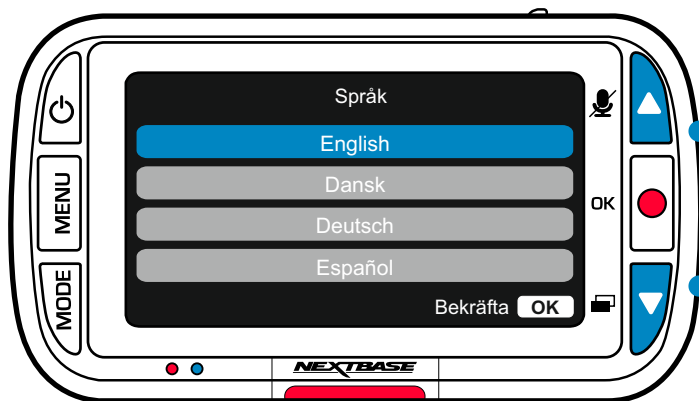 Språk
English
Dansk
Deutsch
Español
Bekräfta OK
MENU
MODE
OK
NEXTBASE